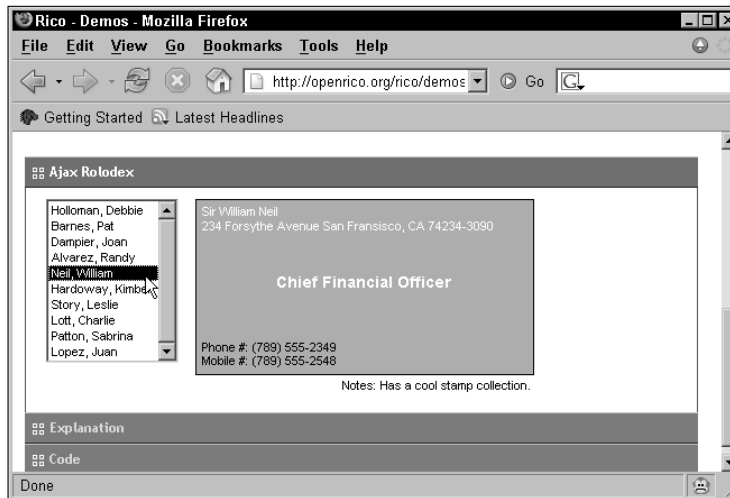 Rico - Demos - Mozilla Firefox
File Edit View Go Bookmarks Tools Help
http://openrico.org/rico/demos Go G
Getting Started Latest Headlines
Ajax Rolodex
Holloman, Debbie
Barnes, Pat
Dampier, Joan
Alvarez, Randy
Neil, William
Hardoway, Kimbe
Story, Leslie
Lott, Charlie
Patton, Sabrina
Lopez, Juan
Sir William Neil
234 Forsythe Avenue San Fransisco, CA 74234-3090
Chief Financial Officer
Phone #: (789) 555-2349
Mobile #: (789) 555-2548
Notes: Has a cool stamp collection.
Explanation
Code
Done